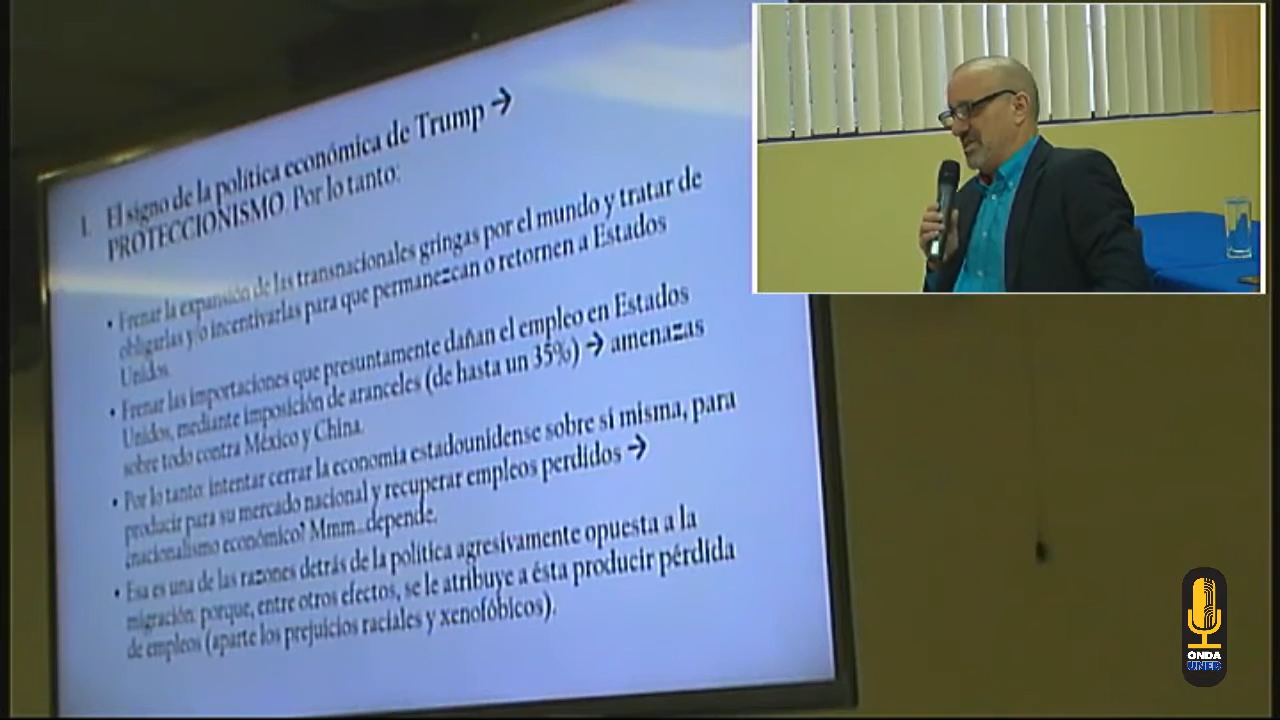 1. El signo de la política económica de Trump →
PROTECCIONISMO. Por lo tanto:
• Frenar la expansión de las transnacionales gringas por el mundo y tratar de
obligarlas y/o incentivarlas para que permanezcan o retornen a Estados
Unidos.
• Frenar las importaciones que presuntamente dañan el empleo en Estados
Unidos, mediante imposición de aranceles (de hasta un 35%) → amenazas
sobre todo contra México y China.
• Por lo tanto: intentar cerrar la economía estadounidense sobre sí misma, para
producir para su mercado nacional y recuperar empleos perdidos →
¿nacionalismo económico? Mmm...depende.
• Esa es una de las razones detrás de la política agresivamente opuesta a la
migración: porque, entre otros efectos, se le atribuye a ésta producir pérdida
de empleos (aparte los prejuicios raciales y xenofóbicos).
ONDA
UNEB